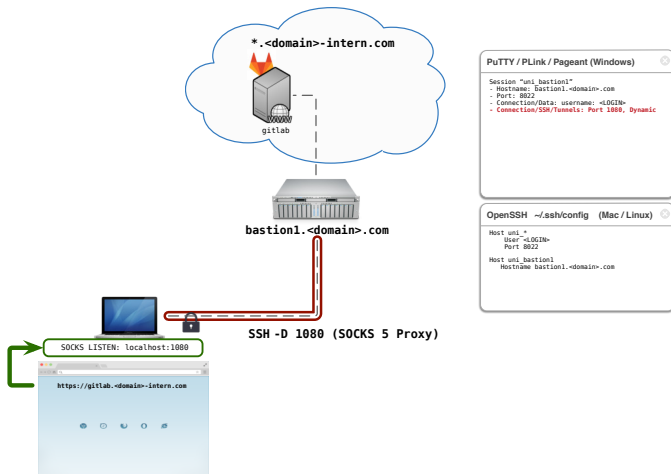 *.<domain>-intern.com
gitlab
bastion1.<domain>.com
SSH -D 1080 (SOCKS 5 Proxy)
SOCKS LISTEN: localhost:1080
https://gitlab.<domain>-intern.com
PuTTY / PLink / Pageant (Windows)
Session “uni_bastion1”
- Hostname: bastion1.<domain>.com
- Port: 8022
- Connection/Data: username: <LOGIN>
- Connection/SSH/Tunnels: Port 1080, Dynamic
OpenSSH ~/.ssh/config (Mac / Linux)
Host uni_*
User <LOGIN>
Port 8022
Host uni_bastion1
Hostname bastion1.<domain>.com